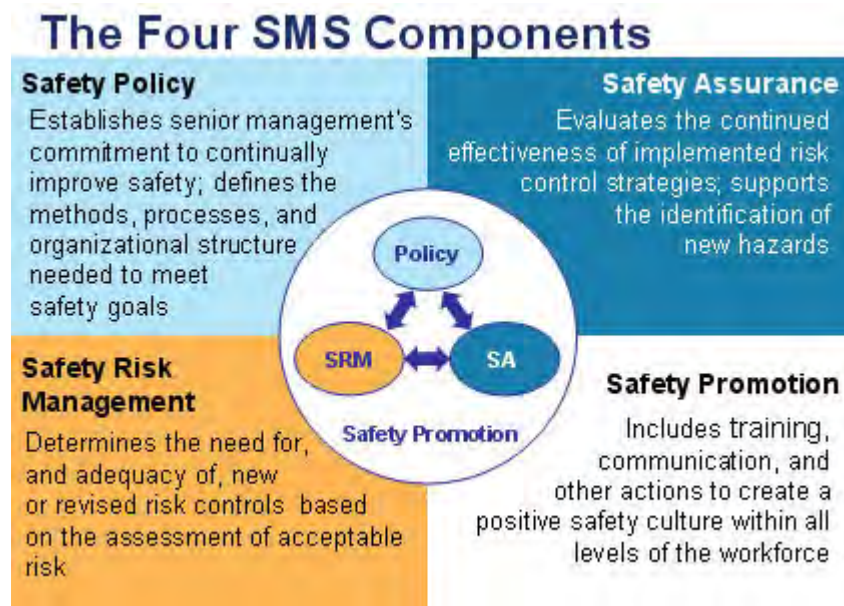 The Four SMS Components
Safety Policy
Establishes senior management's
commitment to continually
improve safety; defines the
methods, processes, and
organizational structure
needed to meet
safety goals
Safety Assurance
Evaluates the continued
effectiveness of implemented risk
control strategies; supports
the identification of
new hazards
Policy
SRM
SA
Safety Promotion
Safety Risk
Management
Determines the need for,
and adequacy of, new
or revised risk controls based
on the assessment of acceptable
risk
Safety Promotion
Includes training,
communication, and
other actions to create a
positive safety culture within all
levels of the workforce